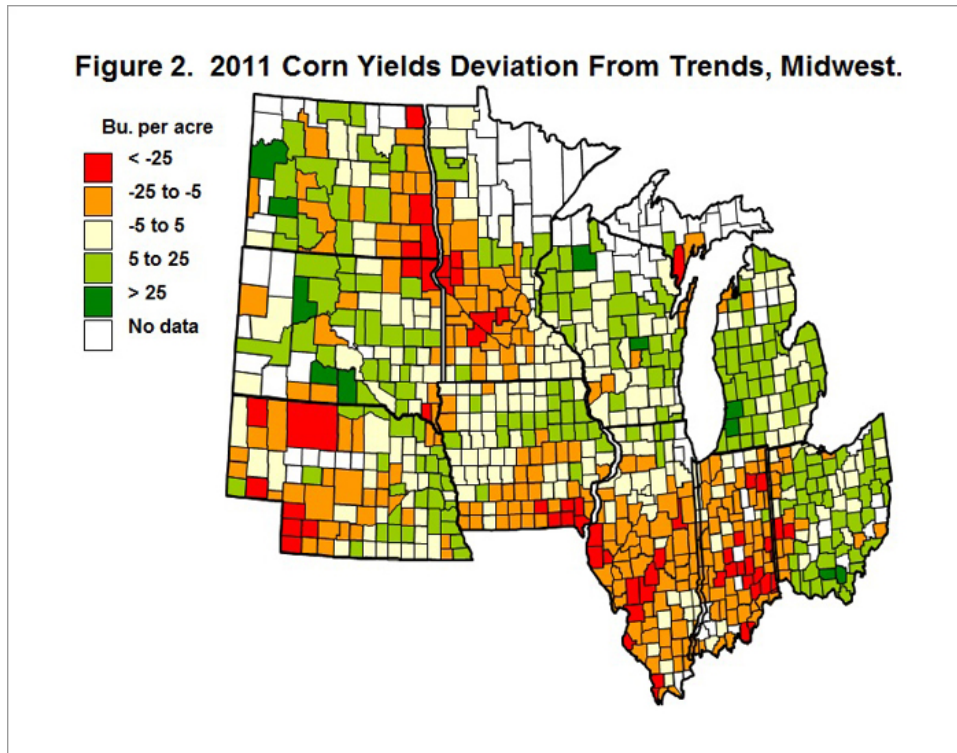 Figure 2.  2011 Corn Yields Deviation From Trends, Midwest.
Bu. per acre
< -25
-25 to -5
-5 to 5
5 to 25
> 25
No data